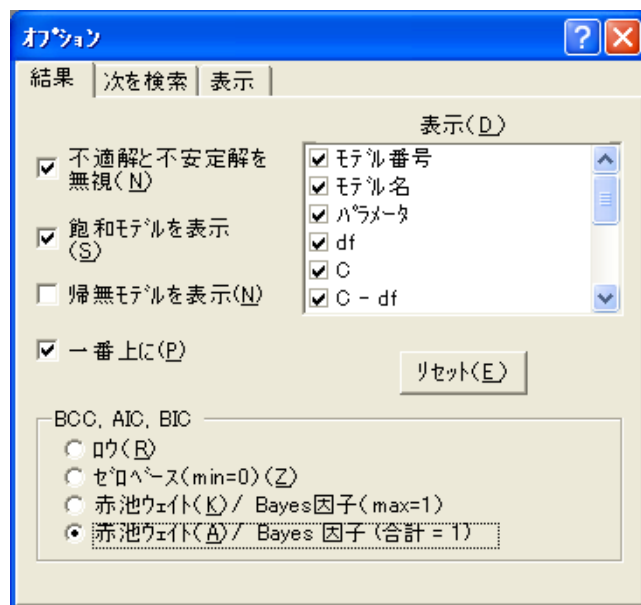 オプション
結果 次を検索 表示
表示(D)
不適解と不安定解を
無視(N)
飽和モデルを表示
(S)
帰無モデルを表示(N)
一番上に(P)
モデル番号
モデル名
パラメータ
df
C
C - df
リセット(E)
BCC, AIC, BIC
ロウ(R)
ゼロベース(min=0)(Z)
赤池ウェイト(K)/ Bayes因子(max=1)
赤池ウェイト(A)/ Bayes 因子 (合計 = 1)